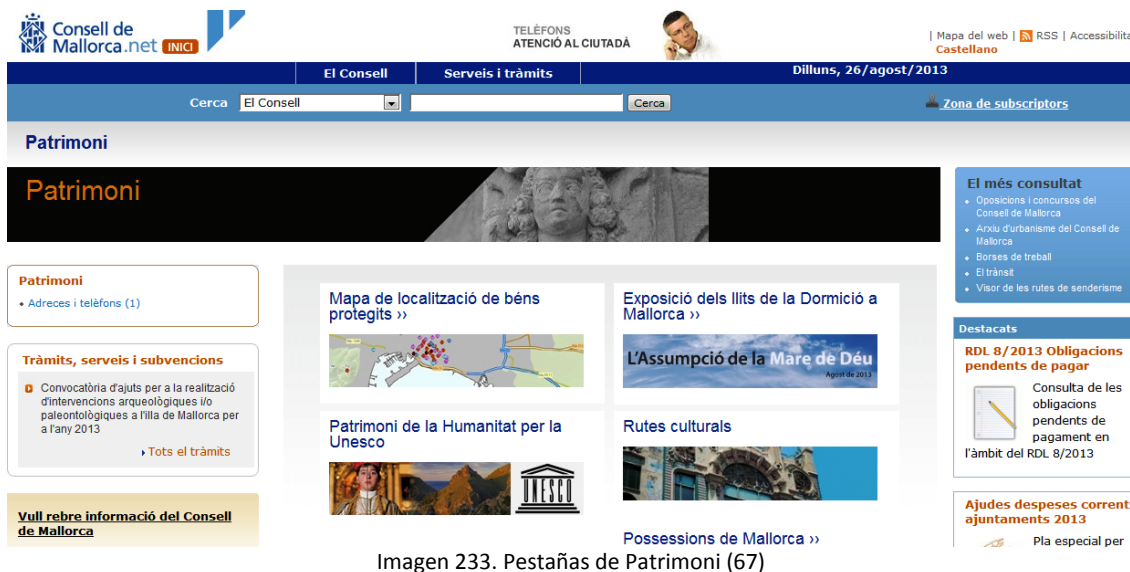 Consell de
Mallorca.net INICI
TELÈFONS
ATENCIÓ AL CIUTADÀ
| Mapa del web | RSS | Accessibilita
Castellano
El Consell
Serveis i tràmits
Dilluns, 26/agost/2013
Cerca El Consell Cerca
Zona de subscriptors
Patrimoni
Patrimoni
El més consultat
Oposicions i concursos del
Consell de Mallorca
Arxiu d'urbanisme del Consell de
Mallorca
Borses de treball
El trànsit
Visor de les rutes de senderisme
Patrimoni
• Adreces i telèfons (1)
Tràmits, serveis i subvencions
Convocatòria d'ajuts per a la realització
d'intervencions arqueològiques i/o
paleontològiques a l'illa de Mallorca per
a l'any 2013
Tots el tràmits
Vull rebre informació del Consell
de Mallorca
Mapa de localització de béns
protegits ››
Exposició dels llits de la Dormició a
Mallorca ››
L'Assumpció de la Mare de Déu
Agost de 2013
Patrimoni de la Humanitat per la
Unesco
UNESCO
Rutes culturals
Possessions de Mallorca ››
Destacats
RDL 8/2013 Obligacions
pendents de pagar
Consulta de les
obligacions
pendents de
pagament en
l'àmbit del RDL 8/2013
Ajudes despeses corrent
ajuntaments 2013
Pla especial per
Imagen 233. Pestañas de Patrimoni (67)